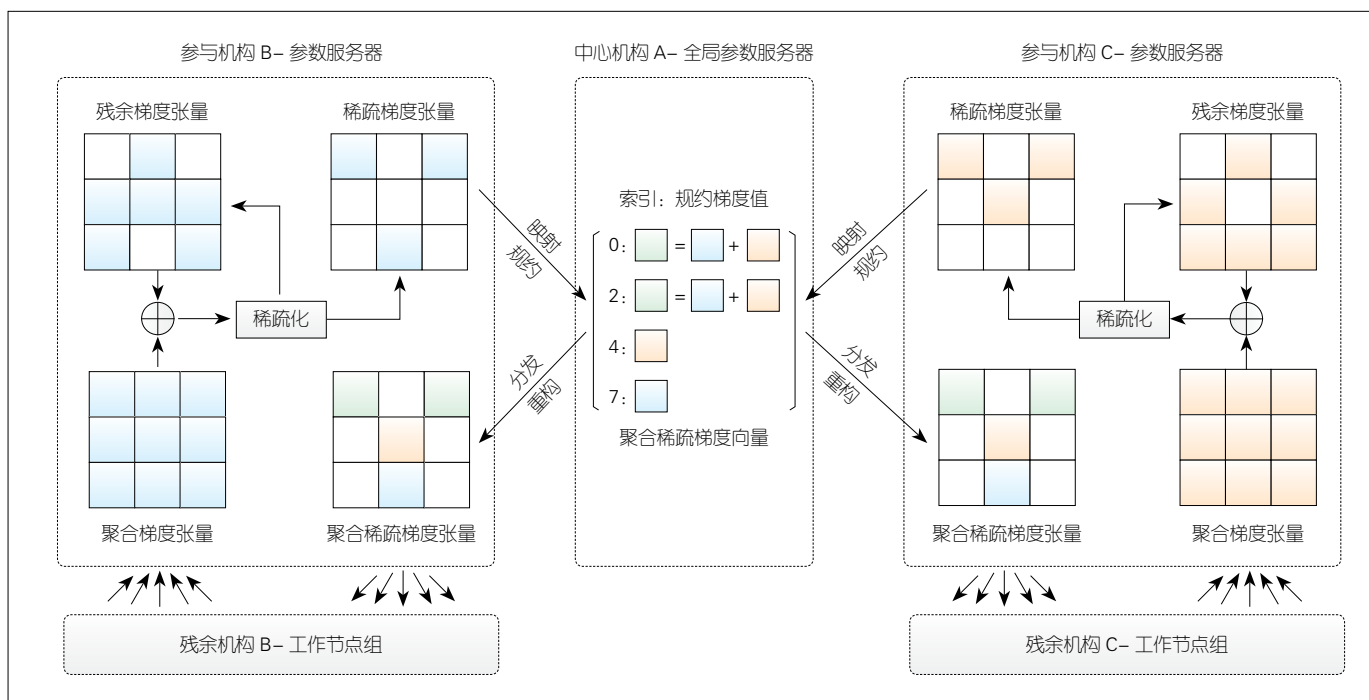 参与机构 B- 参数服务器
残余梯度张量
稀疏梯度张量
稀疏化
聚合梯度张量
聚合稀疏梯度张量
残余机构 B- 工作节点组
映射
规约
分发
重构
中心机构 A- 全局参数服务器
索引：规约梯度值
0: = +
2: = +
4:
7:
聚合稀疏梯度向量
映射
规约
分发
重构
参与机构 C- 参数服务器
稀疏梯度张量
残余梯度张量
稀疏化
聚合稀疏梯度张量
聚合梯度张量
残余机构 C- 工作节点组